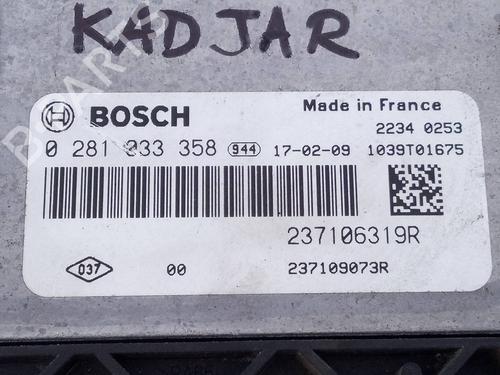 KADJAR
BOSCH
Made in France
2234 0253
0 281 033 358 944 17-02-09 1039T01675
237106319R
037 00 237109073R